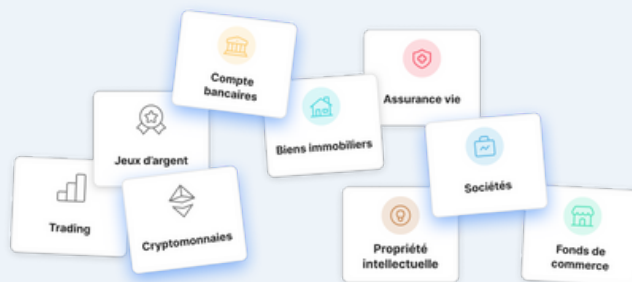 Compte
bancaires
Assurance vie
Biens immobiliers
Jeux d'argent
Sociétés
Trading
Cryptomonnaies
Propriété
intellectuelle
Fonds de
commerce